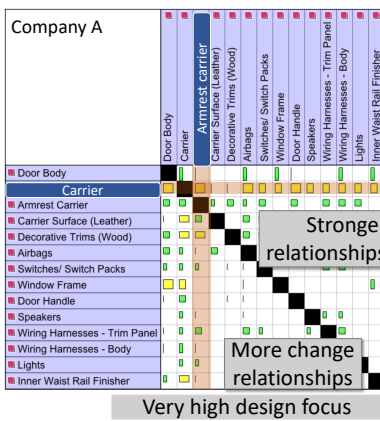 Company A
Door Body
Carrier
Armrest carrier
Carrier Surface (Leather)
Decorative Trims (Wood)
Airbags
Switches/ Switch Packs
Window Frame
Door Handle
Speakers
Wiring Harnesses - Trim Panel
Wiring Harnesses - Body
Lights
Inner Waist Rail Finisher
Door Body
Carrier
Armrest Carrier
Carrier Surface (Leather)
Decorative Trims (Wood)
Airbags
Switches/ Switch Packs
Window Frame
Door Handle
Speakers
Wiring Harnesses - Trim Panel
Wiring Harnesses - Body
Lights
Inner Waist Rail Finisher
Stronge
relationships
More change
relationships
Very high design focus